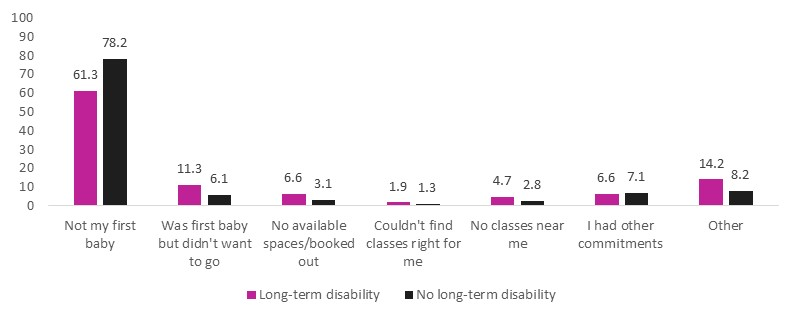 100
90
80
70
60
50
40
30
20
10
0
61.3
78.2
11.3
6.1
6.6
3.1
1.9
1.3
4.7
2.8
6.6
7.1
14.2
8.2
Not my first
baby
Was first baby
but didn't want
to go
No available
spaces/booked
out
Couldn't find
classes right for
me
No classes near
me
I had other
commitments
Other
Long-term disability
No long-term disability